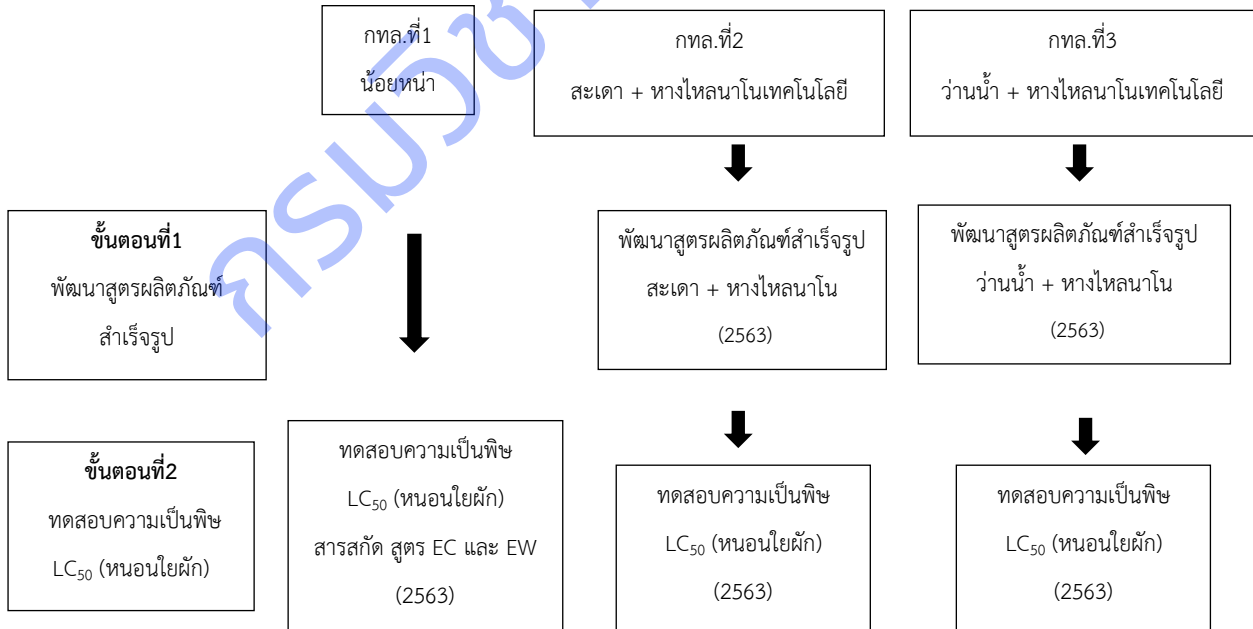 กทล.ที่1
น้อยหน่า
กทล.ที่2
สะเดา + หางไหลนาโนเทคโนโลยี
กทล.ที่3
ว่านน้ำ + หางไหลนาโนเทคโนโลยี
ขั้นตอนที่1
พัฒนาสูตรผลิตภัณฑ์
สำเร็จรูป
พัฒนาสูตรผลิตภัณฑ์สำเร็จรูป
สะเดา + หางไหลนาโน
(2563)
พัฒนาสูตรผลิตภัณฑ์สำเร็จรูป
ว่านน้ำ + หางไหลนาโน
(2563)
ขั้นตอนที่2
ทดสอบความเป็นพิษ
LC₅₀ (หนอนใยผัก)
ทดสอบความเป็นพิษ
LC₅₀ (หนอนใยผัก)
สารสกัด สูตร EC และ EW
(2563)
ทดสอบความเป็นพิษ
LC₅₀ (หนอนใยผัก)
(2563)
ทดสอบความเป็นพิษ
LC₅₀ (หนอนใยผัก)
(2563)
กรมวิช